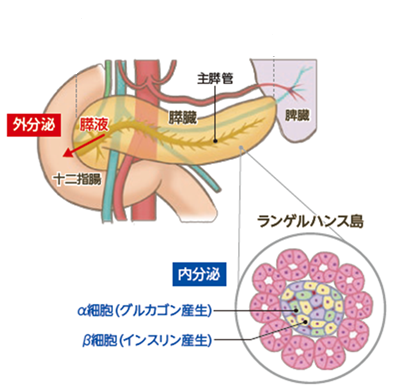 主膵管
外分泌
膵液
膵臓
脾臓
十二指腸
ランゲルハンス島
内分泌
α細胞(グルカゴン産生)
β細胞(インスリン産生)